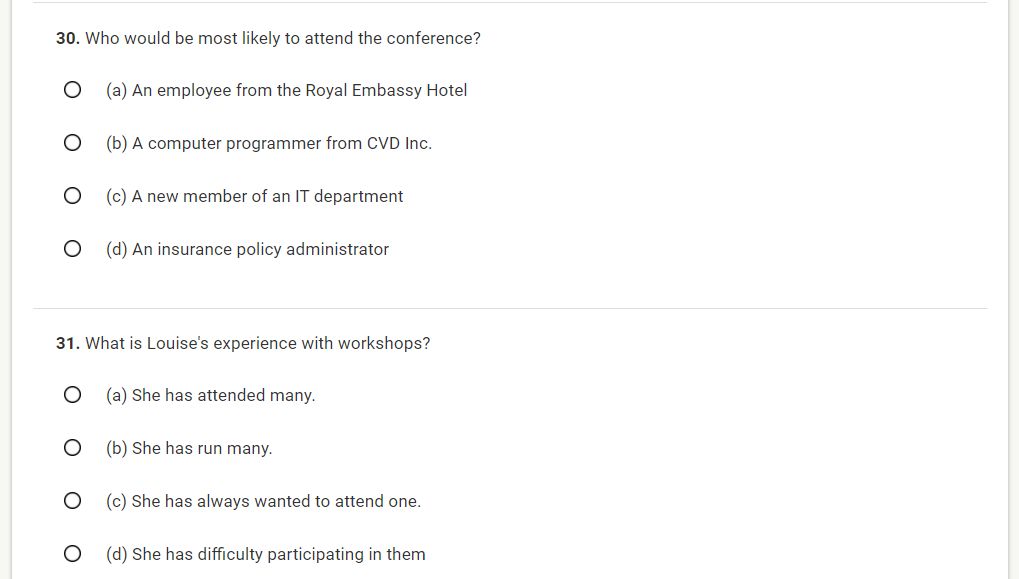 30. Who would be most likely to attend the conference?
(a) An employee from the Royal Embassy Hotel
(b) A computer programmer from CVD Inc.
(c) A new member of an IT department
(d) An insurance policy administrator
31. What is Louise's experience with workshops?
(a) She has attended many.
(b) She has run many.
(c) She has always wanted to attend one.
(d) She has difficulty participating in them